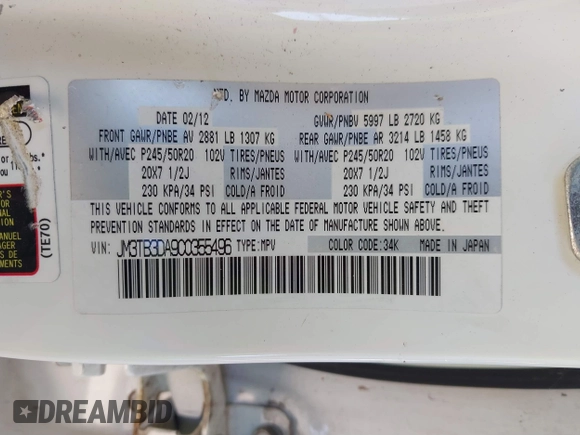 MFD. BY MAZDA MOTOR CORPORATION
DATE 02/12 GVWR/PNBV 5997 LB 2720 KG
FRONT GAWR/PNBE AV 2881 LB 1307 KG REAR GAWR/PNBE AR 3214 LB 1458 KG
WITH/AVEC P245/50R20 102V TIRES/PNEUS WITH/AVEC P245/50R20 102V TIRES/PNEUS
20X7 1/2J RIMS/JANTES 20X7 1/2J RIMS/JANTES
230 KPA/34 PSI COLD/A FROID 230 KPA/34 PSI COLD/A FROID
THIS VEHICLE CONFORMS TO ALL APPLICABLE FEDERAL MOTOR VEHICLE SAFETY AND THEFT
PREVENTION STANDARDS IN EFFECT ON THE DATE OF MANUFACTURE SHOWN ABOVE.
VIN: JM3TB3DA9C0355496 TYPE:MPV COLOR CODE:34K MADE IN JAPAN
(TE70)
MANUEL
DREAMBID